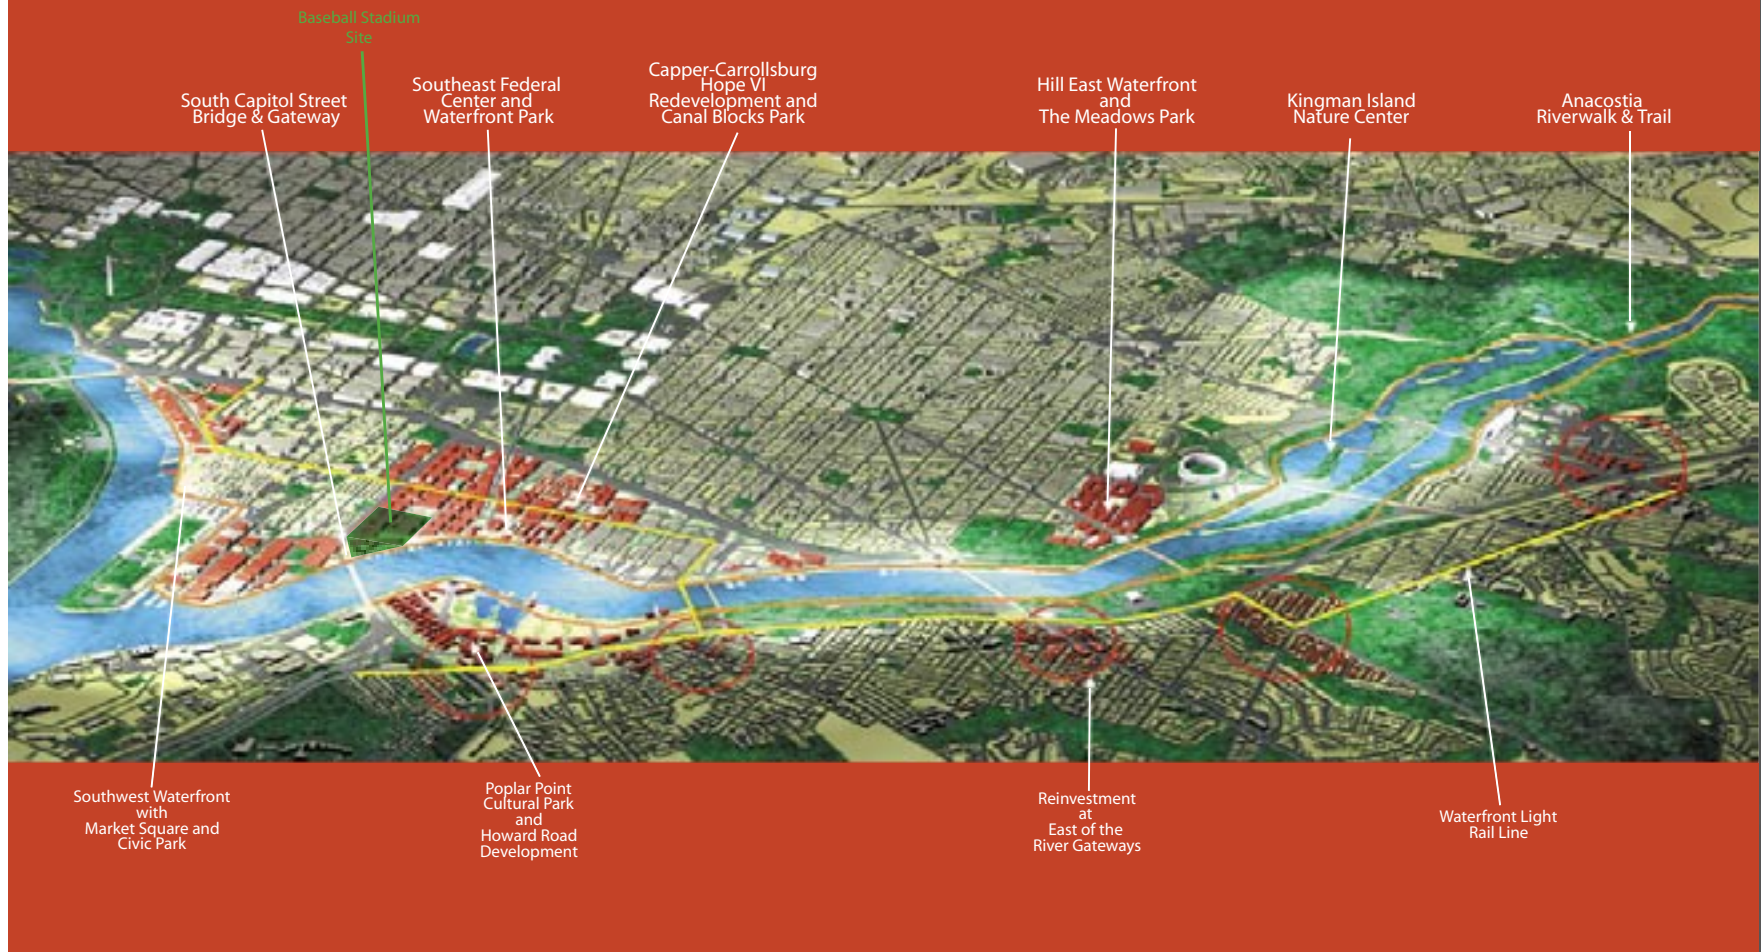 Baseball Stadium
Site
South Capitol Street
Bridge & Gateway
Southeast Federal
Center and
Waterfront Park
Capper-Carrollsburg
Hope VI
Redevelopment and
Canal Blocks Park
Hill East Waterfront
and
The Meadows Park
Kingman Island
Nature Center
Anacostia
Riverwalk & Trail
Southwest Waterfront
with
Market Square and
Civic Park
Poplar Point
Cultural Park
and
Howard Road
Development
Reinvestment
at
East of the
River Gateways
Waterfront Light
Rail Line